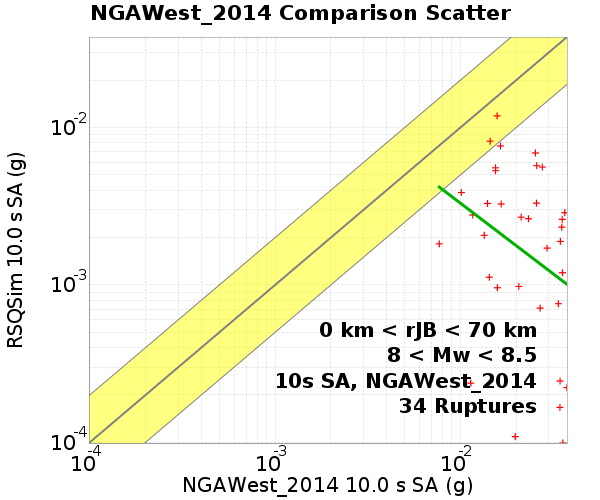 NGAWest_2014 Comparison Scatter
RSQSim 10.0 s SA (g)
10-2
10-3
10-4
0 km < rJB < 70 km
8 < Mw < 8.5
10s SA, NGAWest_2014
34 Ruptures
10-4 10-3 10-2
NGAWest_2014 10.0 s SA (g)